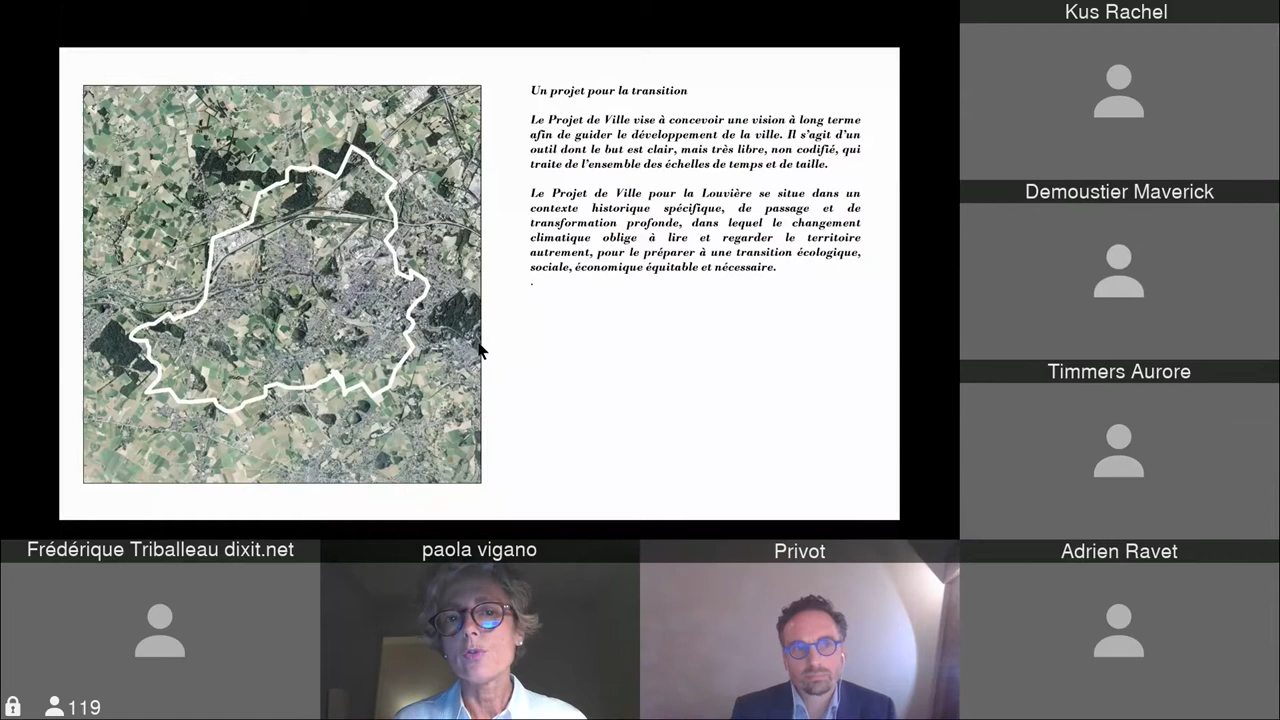 Kus Rachel
Un projet pour la transition
Le Projet de Ville vise à concevoir une vision à long terme
afin de guider le développement de la ville. Il s'agit d'un
outil dont le but est clair, mais très libre, non codifié, qui
traite de l'ensemble des échelles de temps et de taille.
Le Projet de Ville pour la Louvière se situe dans un
contexte historique spécifique, de passage et de
transformation profonde, dans lequel le changement
climatique oblige à lire et regarder le territoire
autrement, pour le préparer à une transition écologique,
sociale, économique équitable et nécessaire.
.
Demoustier Maverick
Timmers Aurore
Frédérique Triballeau dixit.net
paola vigano
Privot
Adrien Ravet
119